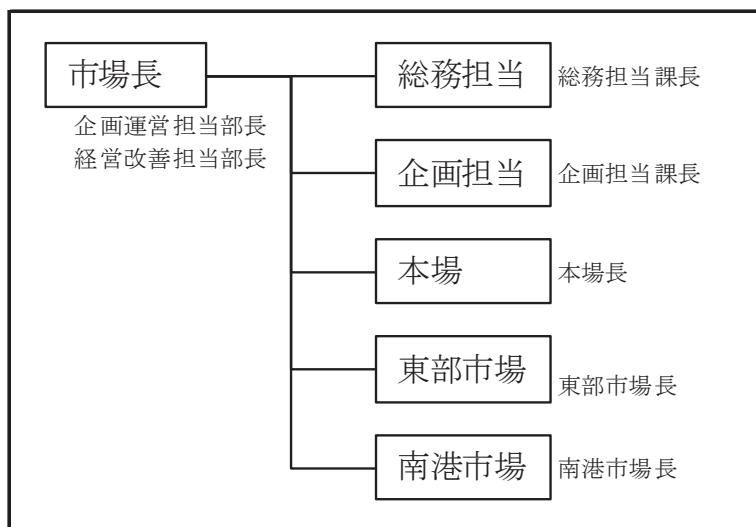 市場長
企画運営担当部長
経営改善担当部長
総務担当 総務担当課長
企画担当 企画担当課長
本場 本場長
東部市場 東部市場長
南港市場 南港市場長